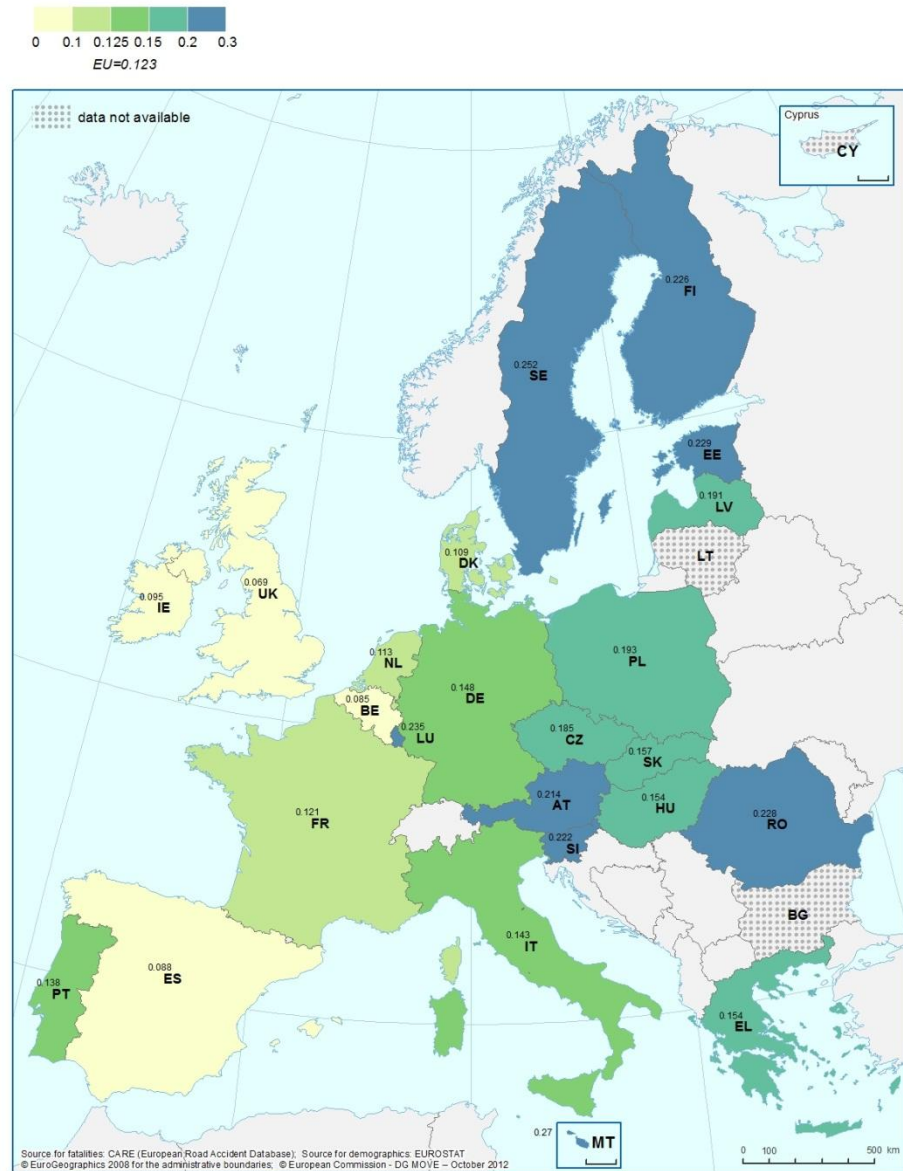 0 0.1 0.125 0.15 0.2 0.3
EU=0.123
data not available
Cyprus
CY
0.226
FI
0.252
SE
0.229
EE
0.191
LV
LT
0.109
DK
0.069
UK
0.095
IE
0.113
NL
0.193
PL
0.148
DE
0.085
BE
0.235
LU
0.185
CZ
0.157
SK
0.214
AT
0.154
HU
0.121
FR
0.222
SI
0.228
RO
BG
0.143
IT
0.088
ES
0.138
PT
0.154
EL
0.27
MT
Source for fatalities: CARE (European Road Accident Database); Source for demographics: EUROSTAT
© EuroGeographics 2008 for the administrative boundaries; © European Commission - DG MOVE – October 2012
0 100 500 km